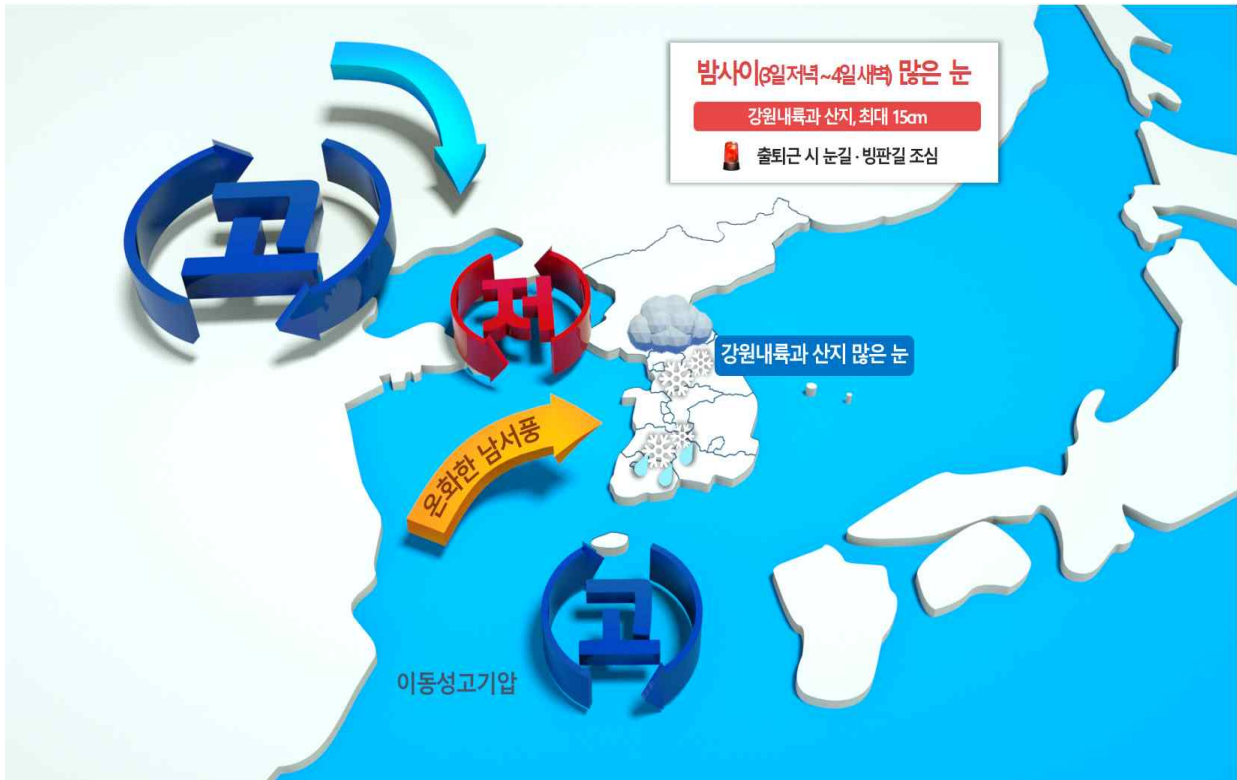 밤사이(3일 저녁~4일 새벽) 많은 눈
강원내륙과 산지, 최대 15cm
출퇴근 시 눈길·빙판길 조심
고
저
강원내륙과 산지 많은 눈
온화한 남서풍
고
이동성고기압